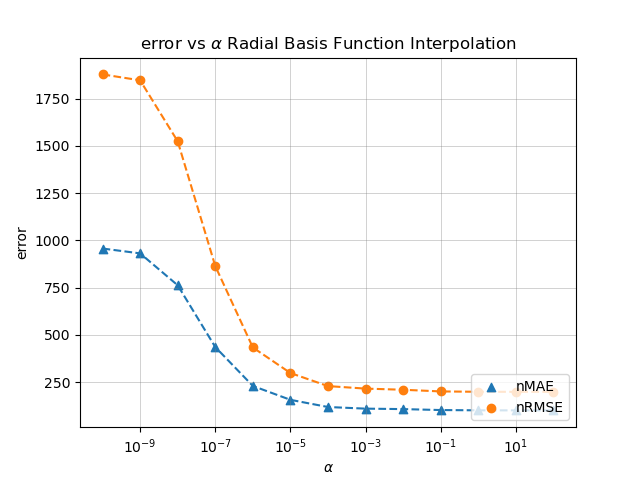 error vs α Radial Basis Function Interpolation
1750
1500
1250
1000
750
500
250
error
nMAE
nRMSE
10⁻⁹ 10⁻⁷ 10⁻⁵ 10⁻³ 10⁻¹ 10¹
α